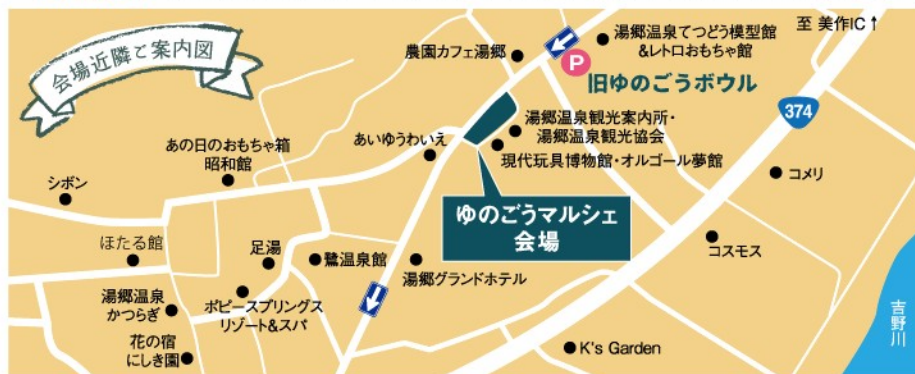 会場近隣ご案内図
至 美作IC↑
湯郷温泉てつどう模型館
&レトロおもちゃ館
農園カフェ湯郷
P
旧ゆのごうボウル
374
湯郷温泉観光案内所・
湯郷温泉観光協会
あいゆうわいえ
あの日のおもちゃ箱
昭和館
現代玩具博物館・オルゴール夢館
コメリ
シボン
ゆのごうマルシェ
会場
ほたる館
足湯
鷺温泉館
湯郷グランドホテル
コスモス
湯郷温泉
かつらぎ
ポピースプリングス
リゾート&スパ
吉野川
花の宿
にしき園
K's Garden